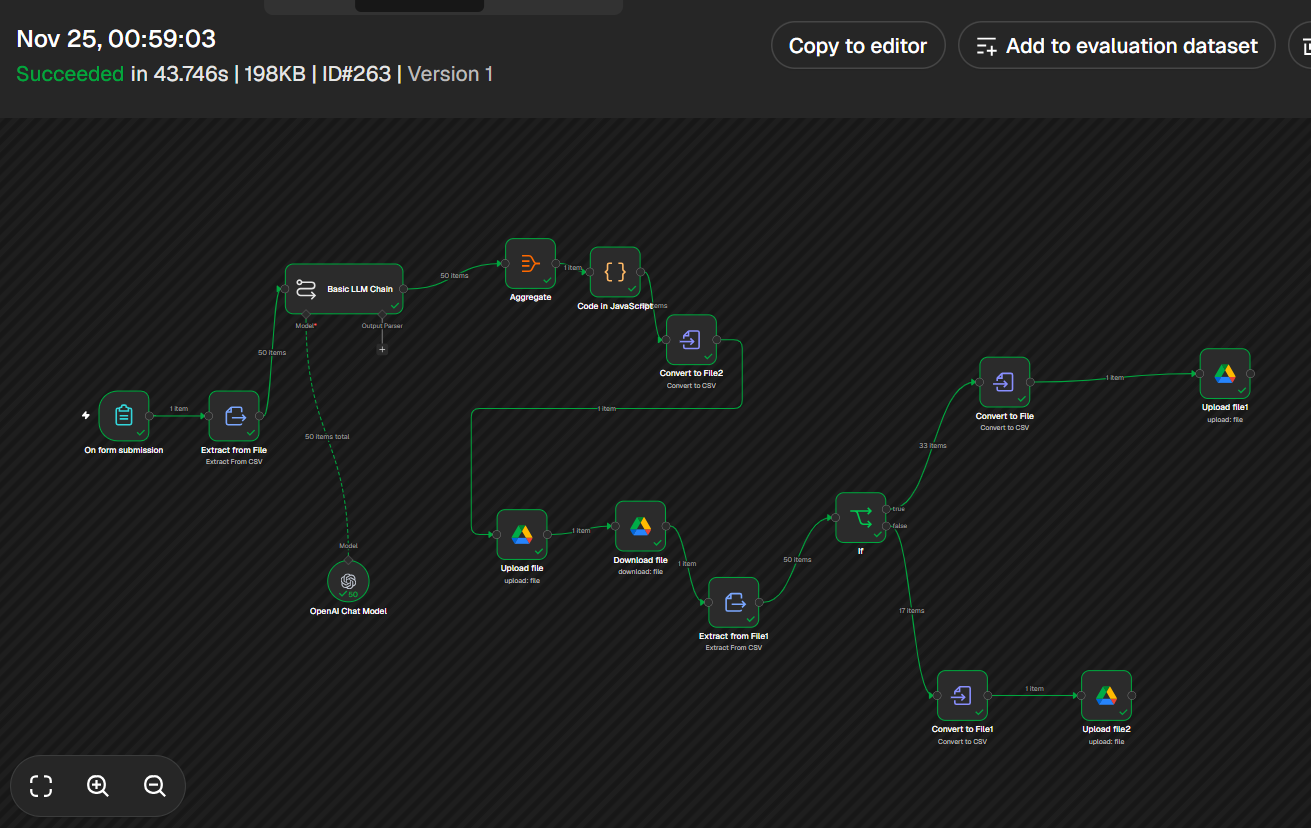 Nov 25, 00:59:03
Succeeded in 43.746s | 198KB | ID#263 | Version 1
Copy to editor
Add to evaluation dataset
On form submission
1 item
Extract from File
Extract From CSV
50 items
Basic LLM Chain
Model*
Output Parser
+
50 items total
Model
50
OpenAI Chat Model
50 items
Aggregate
1 item
Code in JavaScript
items
Convert to File2
Convert to CSV
1 item
Upload file
upload: file
1 item
Download file
download: file
1 item
Extract from File1
Extract From CSV
50 items
If
true
false
33 items
Convert to File
Convert to CSV
1 item
Upload file1
upload: file
17 items
Convert to File1
Convert to CSV
1 item
Upload file2
upload: file